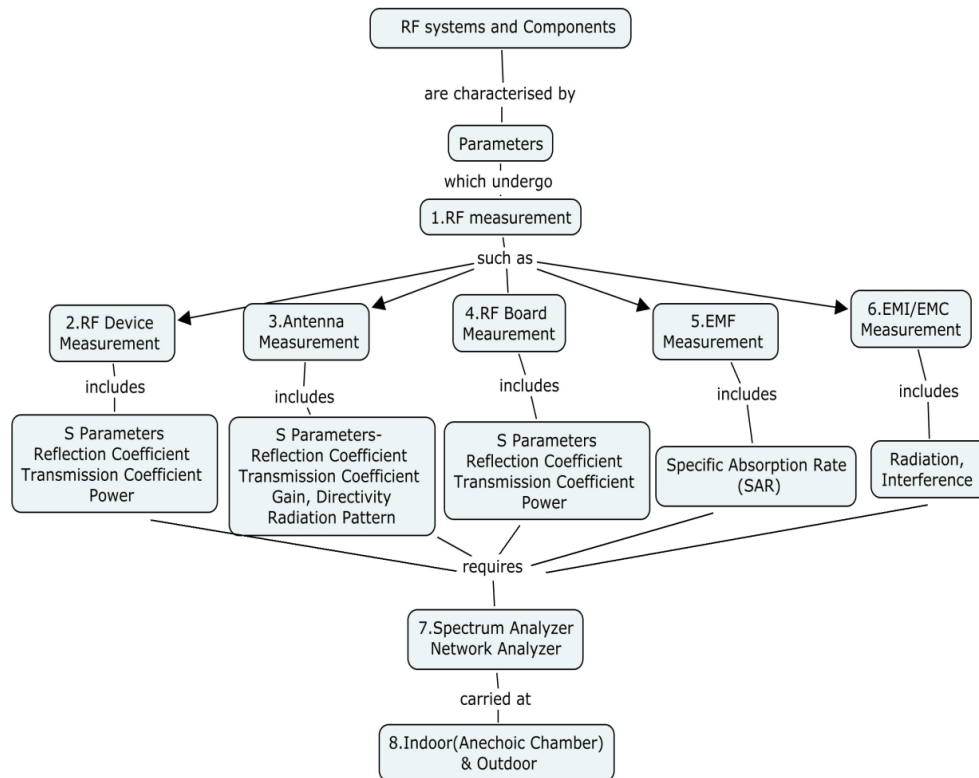 RF systems and Components
are characterised by
Parameters
which undergo
1.RF measurement
such as
2.RF Device
Measurement
3.Antenna
Measurement
4.RF Board
Meaurement
5.EMF
Measurement
6.EMI/EMC
Measurement
includes
includes
includes
includes
includes
S Parameters
Reflection Coefficient
Transmission Coefficient
Power
S Parameters-
Reflection Coefficient
Transmission Coefficient
Gain, Directivity
Radiation Pattern
S Parameters
Reflection Coefficient
Transmission Coefficient
Power
Specific Absorption Rate
(SAR)
Radiation,
Interference
requires
7.Spectrum Analyzer
Network Analyzer
carried at
8.Indoor(Anechoic Chamber)
& Outdoor